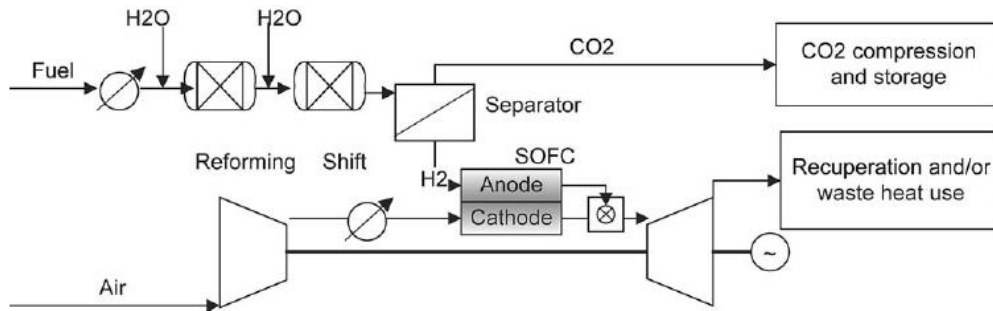 H2O
H2O
CO2
CO2 compression
and storage
Fuel
Separator
Reforming
Shift
SOFC
H2
Anode
Cathode
Recuperation and/or
waste heat use
Air
~